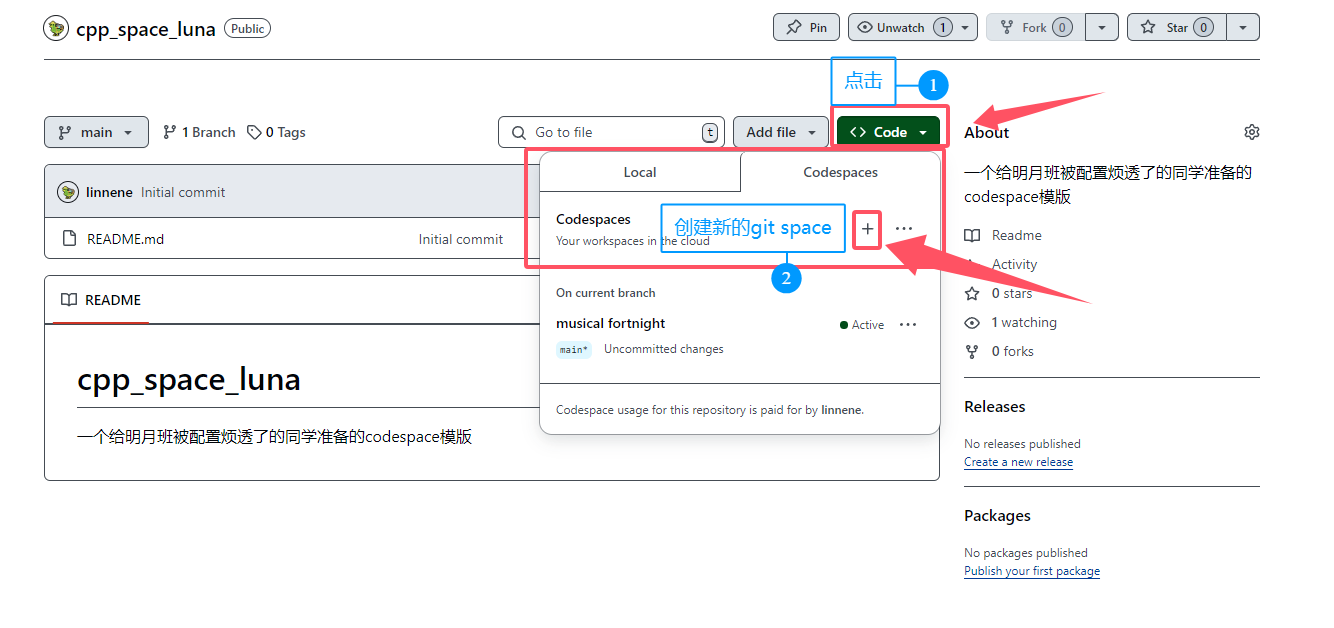 cpp_space_luna Public
Pin
Unwatch 1
Fork 0
Star 0
点击
1
main
1 Branch
0 Tags
Go to file
t
Add file
<> Code
About
一个给明月班被配置烦透了的同学准备的
codespace模版
Readme
Activity
0 stars
1 watching
0 forks
Releases
No releases published
Create a new release
Packages
No packages published
Publish your first package
linnene Initial commit
README.md Initial commit
Local
Codespaces
Codespaces
Your workspaces in the cloud
创建新的git space
+
2
On current branch
musical fortnight
Active
main* Uncommitted changes
Codespace usage for this repository is paid for by linnene.
README
cpp_space_luna
一个给明月班被配置烦透了的同学准备的codespace模版